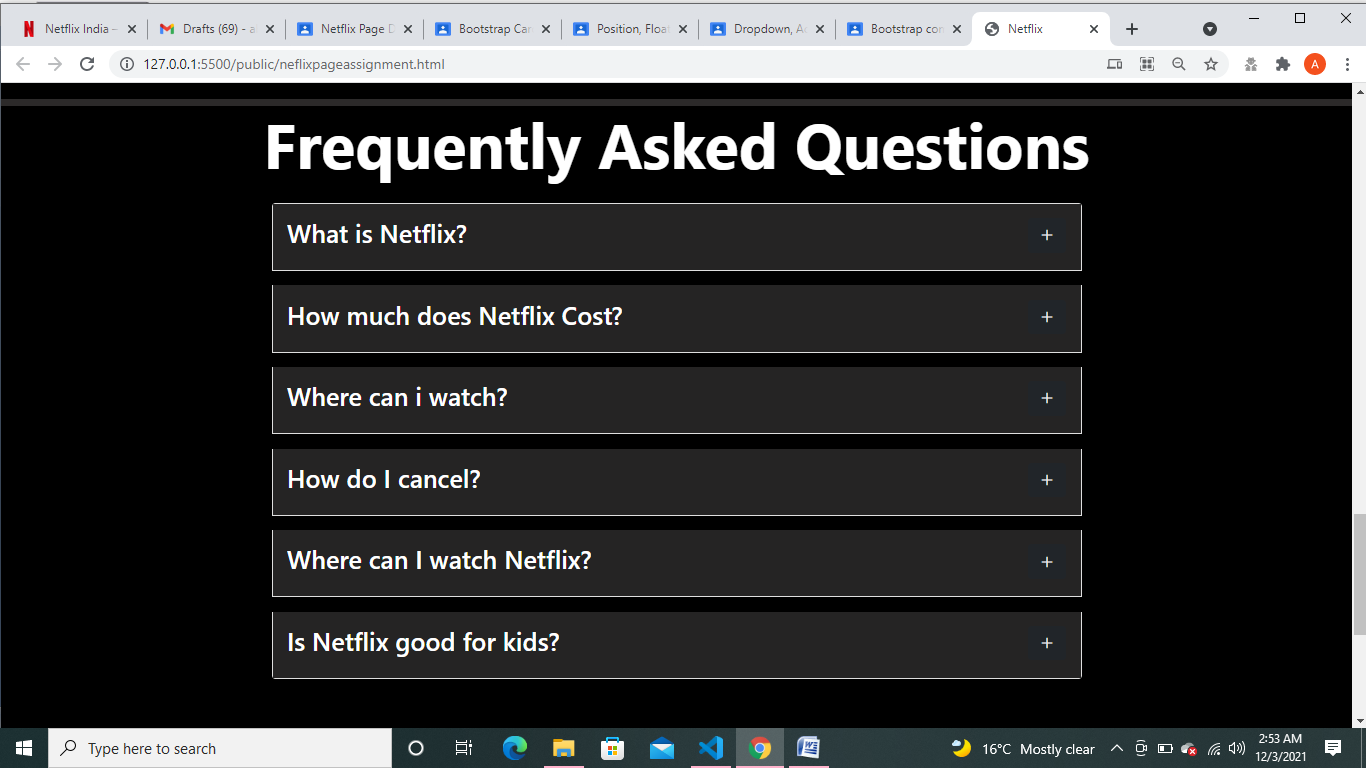 Netflix India –
Drafts (69) - a
Netflix Page D
Bootstrap Car
Position, Float
Dropdown, Ac
Bootstrap con
Netflix
127.0.0.1:5500/public/neflixpageassignment.html
A
Frequently Asked Questions
What is Netflix? +
How much does Netflix Cost? +
Where can i watch? +
How do I cancel? +
Where can I watch Netflix? +
Is Netflix good for kids? +
Type here to search
16°C Mostly clear
2:53 AM
12/3/2021